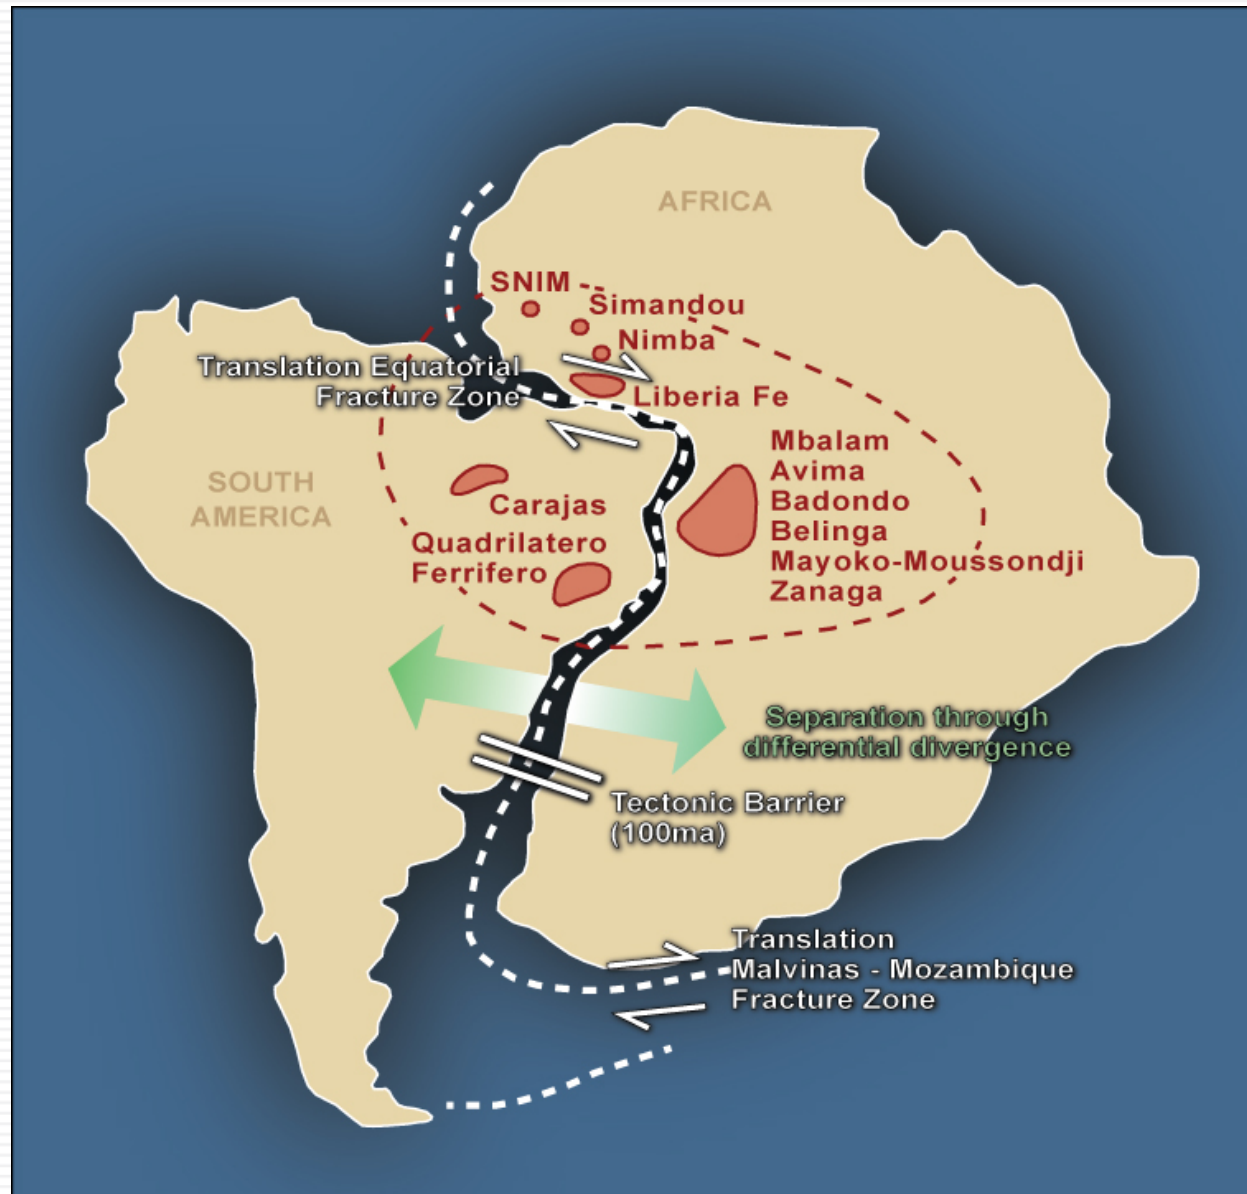 AFRICA
SNIM
Simandou
Nimba
Translation Equatorial
Fracture Zone
Liberia Fe
SOUTH
AMERICA
Carajas
Quadrilatero
Ferrifero
Mbalam
Avima
Badondo
Belinga
Mayoko-Moussondji
Zanaga
Separation through
differential divergence
Tectonic Barrier
(100ma)
Translation
Malvinas - Mozambique
Fracture Zone